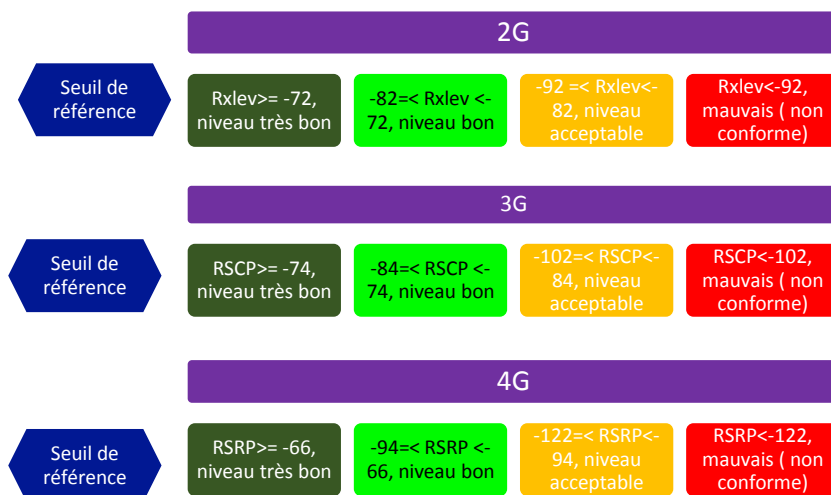 2G
Seuil de
référence
Rxlev>= -72,
niveau très bon
-82=< Rxlev <-
72, niveau bon
-92 =< Rxlev<-
82, niveau
acceptable
Rxlev<-92,
mauvais ( non
conforme)
3G
Seuil de
référence
RSCP>= -74,
niveau très bon
-84=< RSCP <-
74, niveau bon
-102=< RSCP<-
84, niveau
acceptable
RSCP<-102,
mauvais ( non
conforme)
4G
Seuil de
référence
RSRP>= -66,
niveau très bon
-94=< RSRP <-
66, niveau bon
-122=< RSRP<-
94, niveau
acceptable
RSRP<-122,
mauvais ( non
conforme)